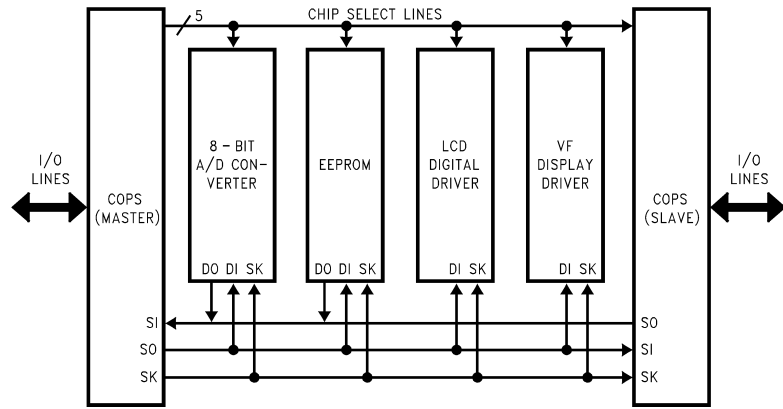 5
CHIP SELECT LINES
I/O
LINES
COPS
(MASTER)
8 - BIT
A/D CON-
VERTER
EEPROM
LCD
DIGITAL
DRIVER
VF
DISPLAY
DRIVER
COPS
(SLAVE)
I/O
LINES
DO DI SK
DO DI SK
DI SK
DI SK
SI
SO
SK
SO
SI
SK